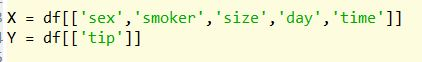 X = df[['sex','smoker','size','day','time']]
Y = df[['tip']]